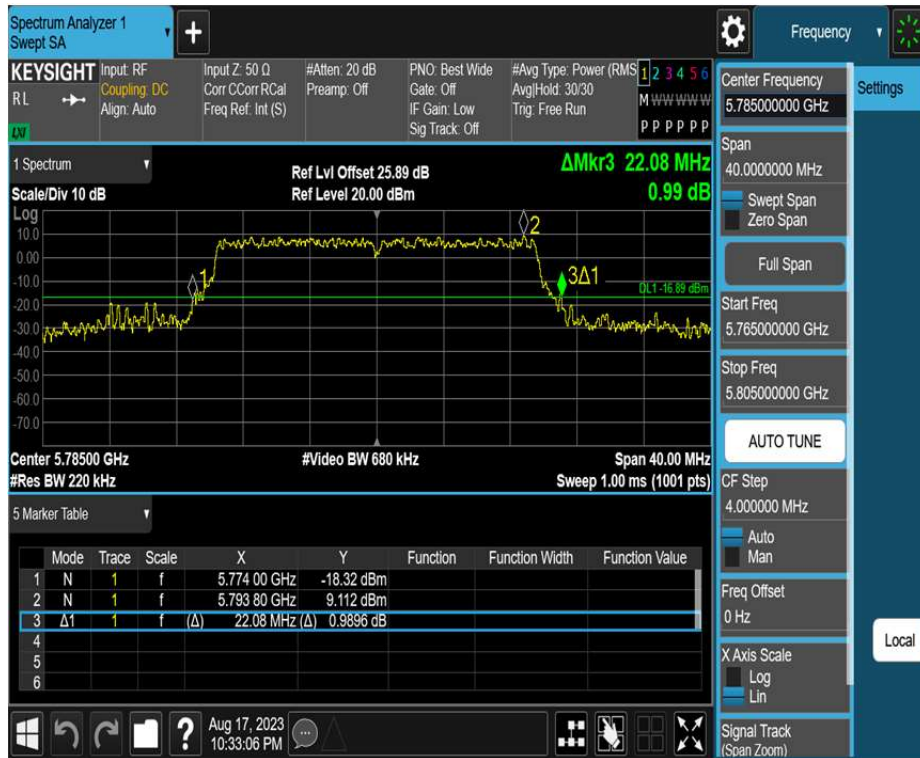 Spectrum Analyzer 1
Swept SA
+
Frequency
KEYSIGHT
RL
LXI
Input: RF
Coupling: DC
Align: Auto
Input Z: 50 Ω
Corr CCorr RCal
Freq Ref: Int (S)
#Atten: 20 dB
Preamp: Off
PNO: Best Wide
Gate: Off
IF Gain: Low
Sig Track: Off
#Avg Type: Power (RMS
Avg|Hold: 30/30
Trig: Free Run
1 2 3 4 5 6
M W W W W W
P P P P P P
Center Frequency
5.785000000 GHz
Settings
1 Spectrum
Scale/Div 10 dB
Ref Lvl Offset 25.89 dB
Ref Level 20.00 dBm
ΔMkr3 22.08 MHz
0.99 dB
Log
10.0
0.00
-10.0
-20.0
-30.0
-40.0
-50.0
-60.0
-70.0
1
2
3Δ1
DL1 -16.89 dBm
Center 5.78500 GHz
#Res BW 220 kHz
#Video BW 680 kHz
Span 40.00 MHz
Sweep 1.00 ms (1001 pts)
Span
40.0000000 MHz
Swept Span
Zero Span
Full Span
Start Freq
5.765000000 GHz
Stop Freq
5.805000000 GHz
AUTO TUNE
CF Step
4.000000 MHz
Auto
Man
Freq Offset
0 Hz
X Axis Scale
Log
Lin
Signal Track
(Span Zoom)
Local
5 Marker Table
Mode Trace Scale X Y Function Function Width Function Value
1 N 1 f 5.774 00 GHz -18.32 dBm
2 N 1 f 5.793 80 GHz 9.112 dBm
3 Δ1 1 f (Δ) 22.08 MHz (Δ) 0.9896 dB
4
5
6
?
Aug 17, 2023
10:33:06 PM